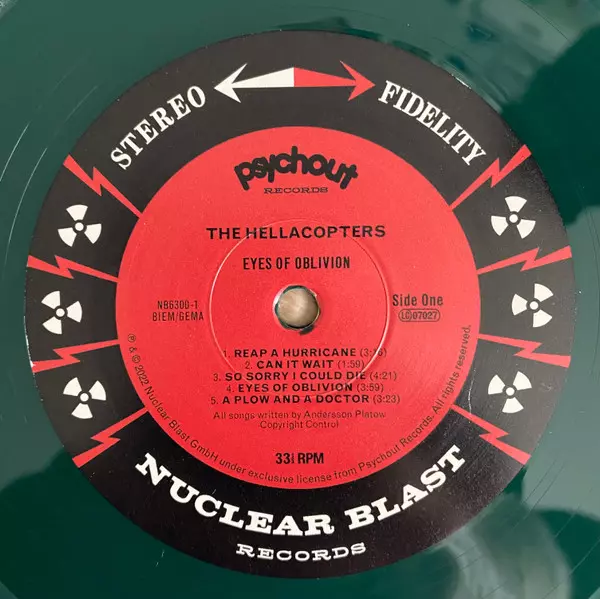 STEREO
FIDELITY
psychout
RECORDS
THE HELLACOPTERS
EYES OF OBLIVION
NB6300-1
BIEM/GEMA
Side One
LC 07027
1. REAP A HURRICANE
2. CAN IT WAIT (1:59)
3. SO SORRY I COULD DIE (4:21)
4. EYES OF OBLIVION (3:59)
5. A PLOW AND A DOCTOR (3:23)
All songs written by Andersson Platow
Copyright Control
33⅓ RPM
℗ & © 2022 Nuclear Blast GmbH under exclusive license from Psychout Records. All rights reserved.
NUCLEAR BLAST
RECORDS